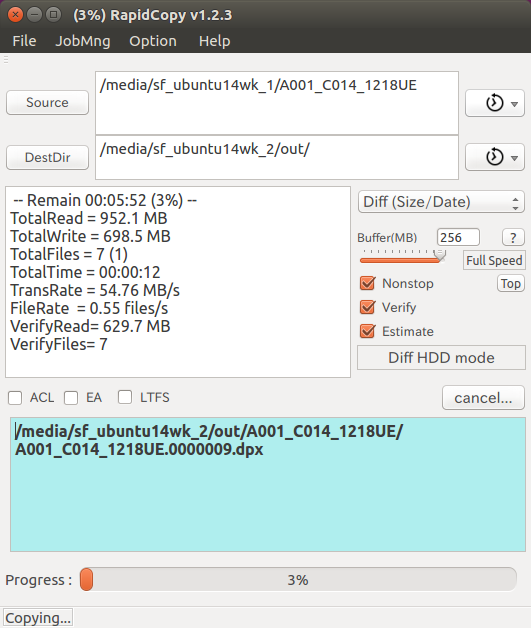 (3%) RapidCopy v1.2.3
File JobMng Option Help
Source
/media/sf_ubuntu14wk_1/A001_C014_1218UE
DestDir
/media/sf_ubuntu14wk_2/out/
-- Remain 00:05:52 (3%) --
TotalRead = 952.1 MB
TotalWrite = 698.5 MB
TotalFiles = 7 (1)
TotalTime = 00:00:12
TransRate = 54.76 MB/s
FileRate = 0.55 files/s
VerifyRead= 629.7 MB
VerifyFiles= 7
Diff (Size/Date)
Buffer(MB) 256 ?
Full Speed
Nonstop Top
Verify
Estimate
Diff HDD mode
ACL EA LTFS cancel...
/media/sf_ubuntu14wk_2/out/A001_C014_1218UE/
A001_C014_1218UE.0000009.dpx
Progress : 3%
Copying...